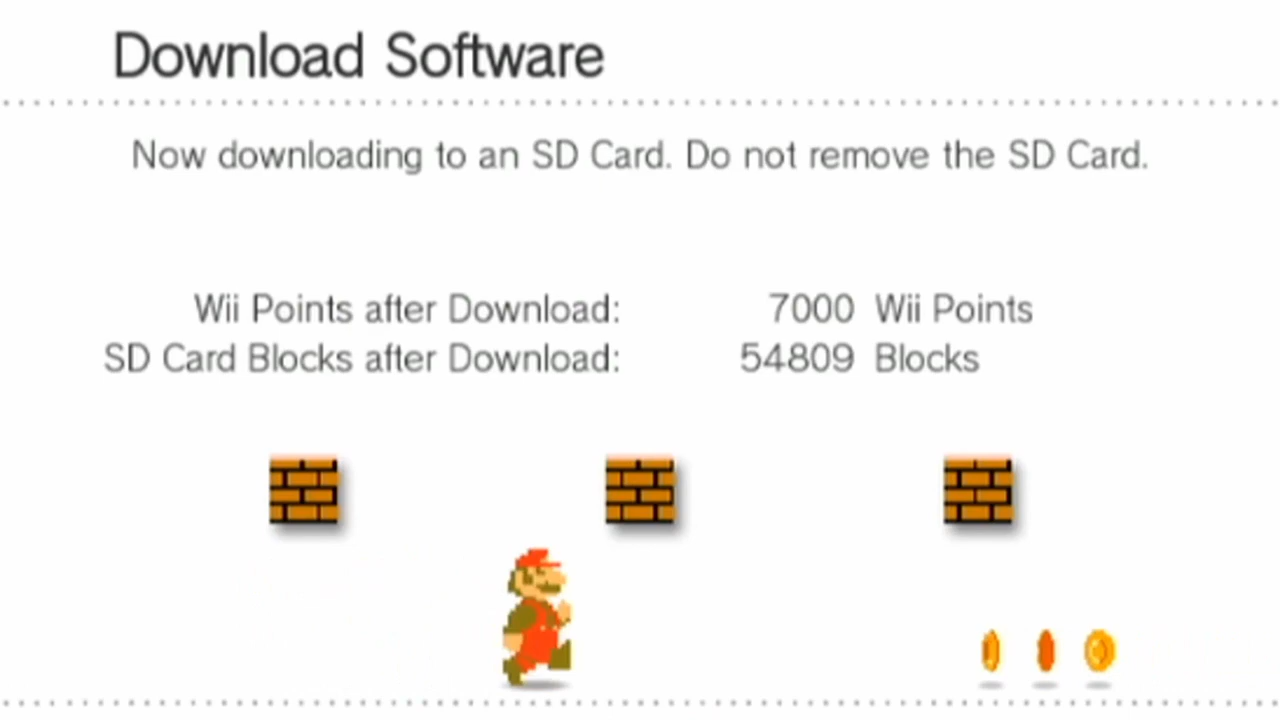 Download Software
Now downloading to an SD Card. Do not remove the SD Card.
Wii Points after Download: 7000 Wii Points
SD Card Blocks after Download: 54809 Blocks